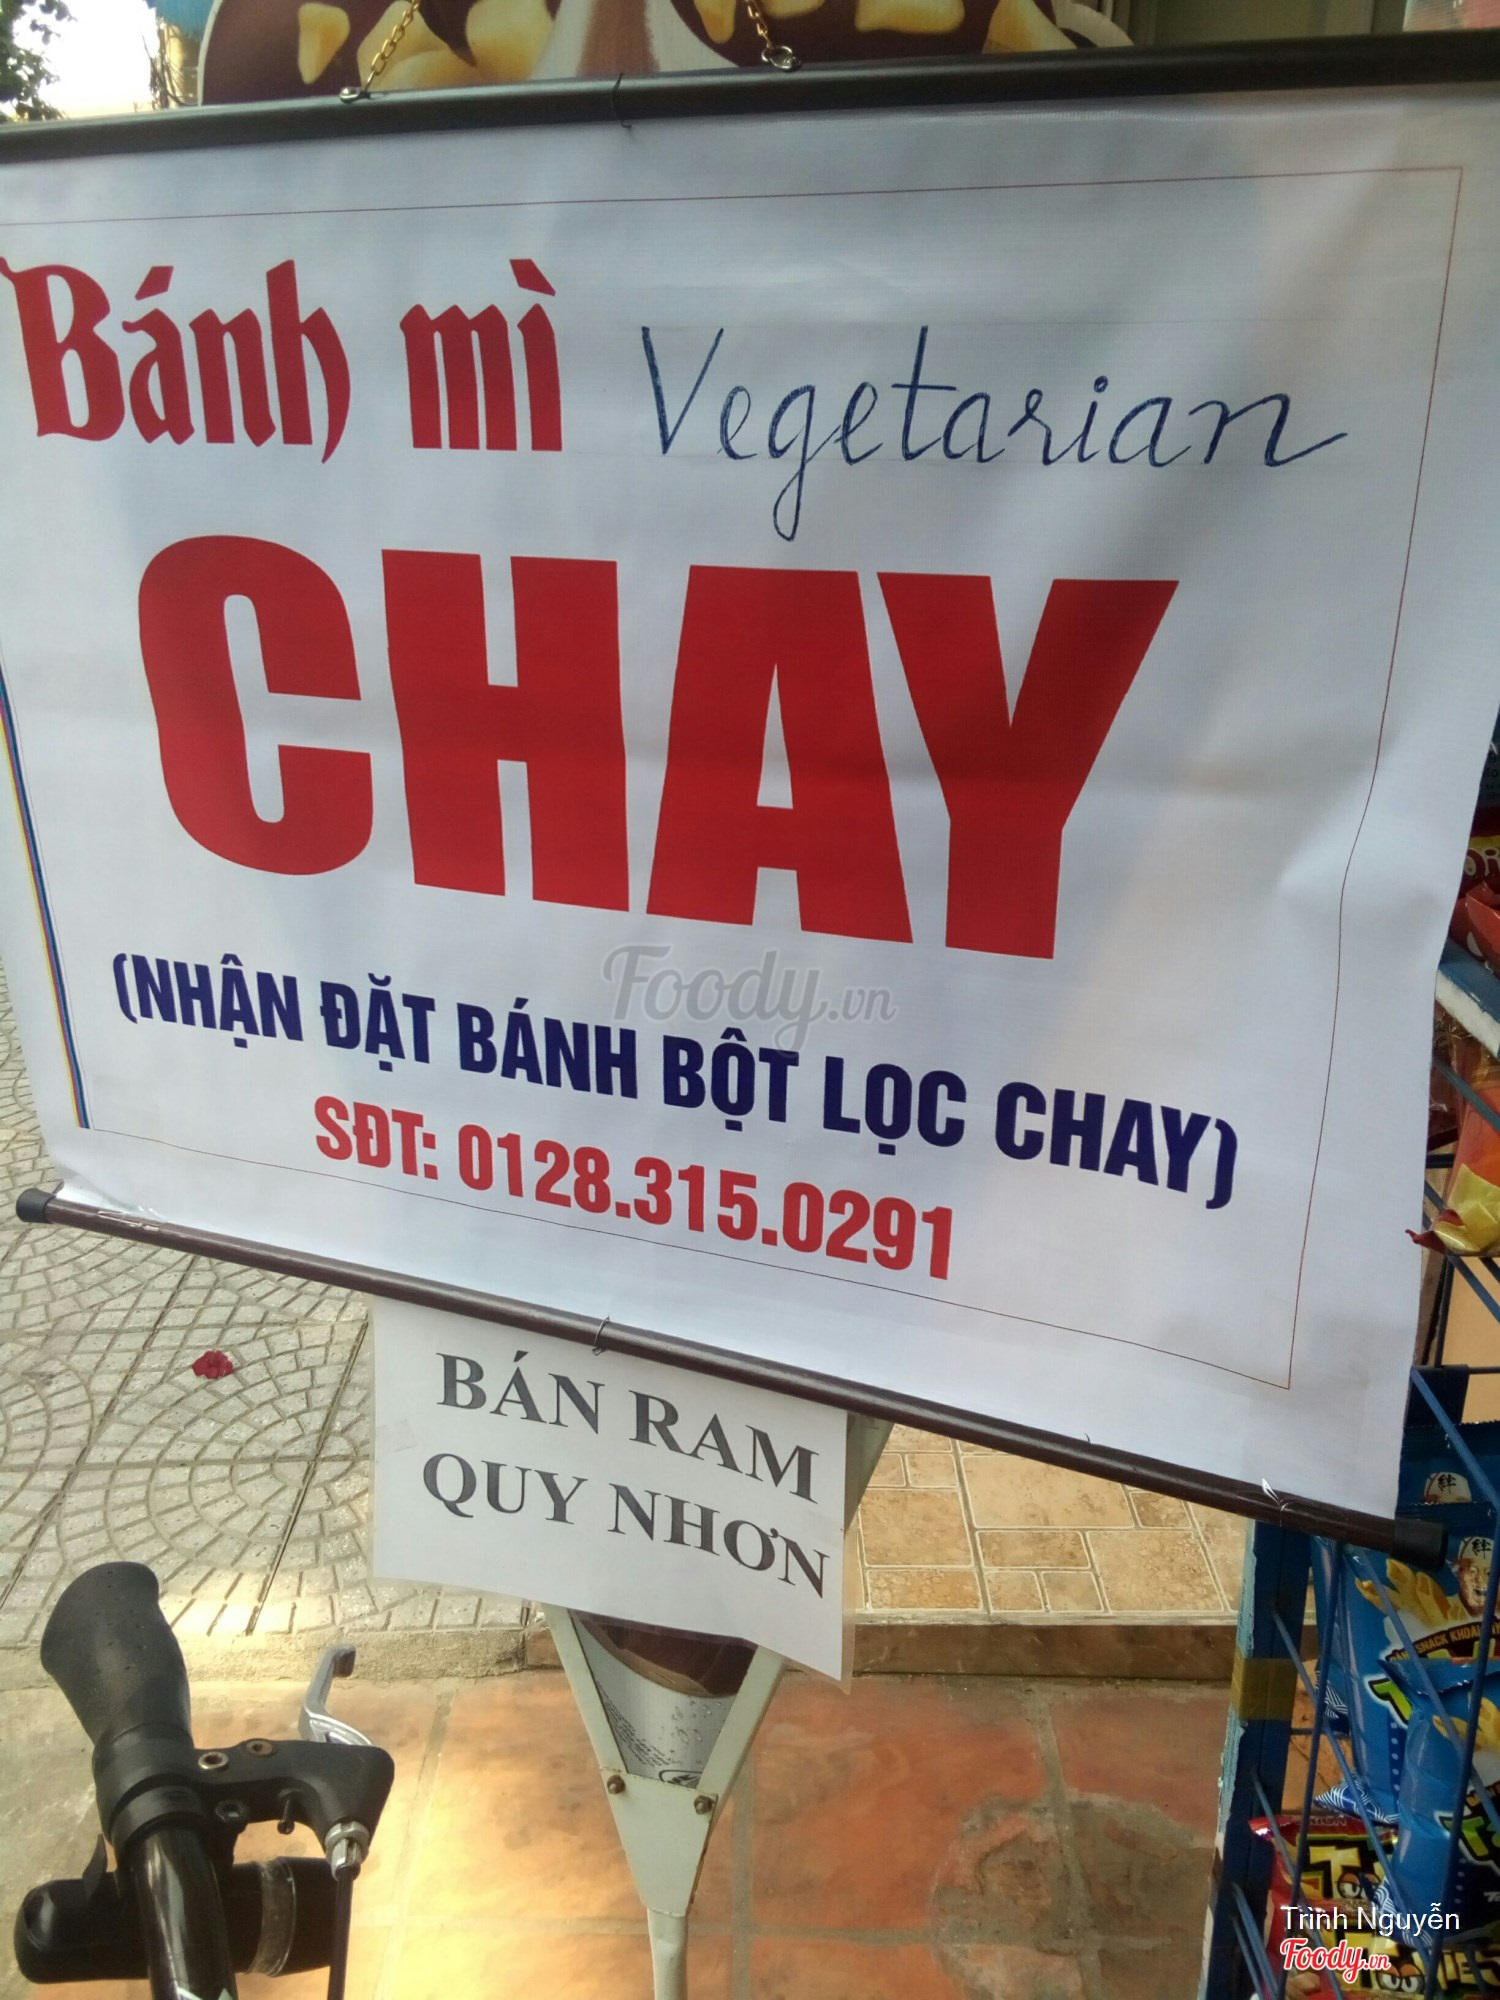 Bánh mì Vegetarian
CHAY
(NHẬN ĐẶT BÁNH BỘT LỌC CHAY)
SĐT: 0128.315.0291
BÁN RAM
QUY NHƠN
Foody.vn
Trình Nguyễn
Foody.vn